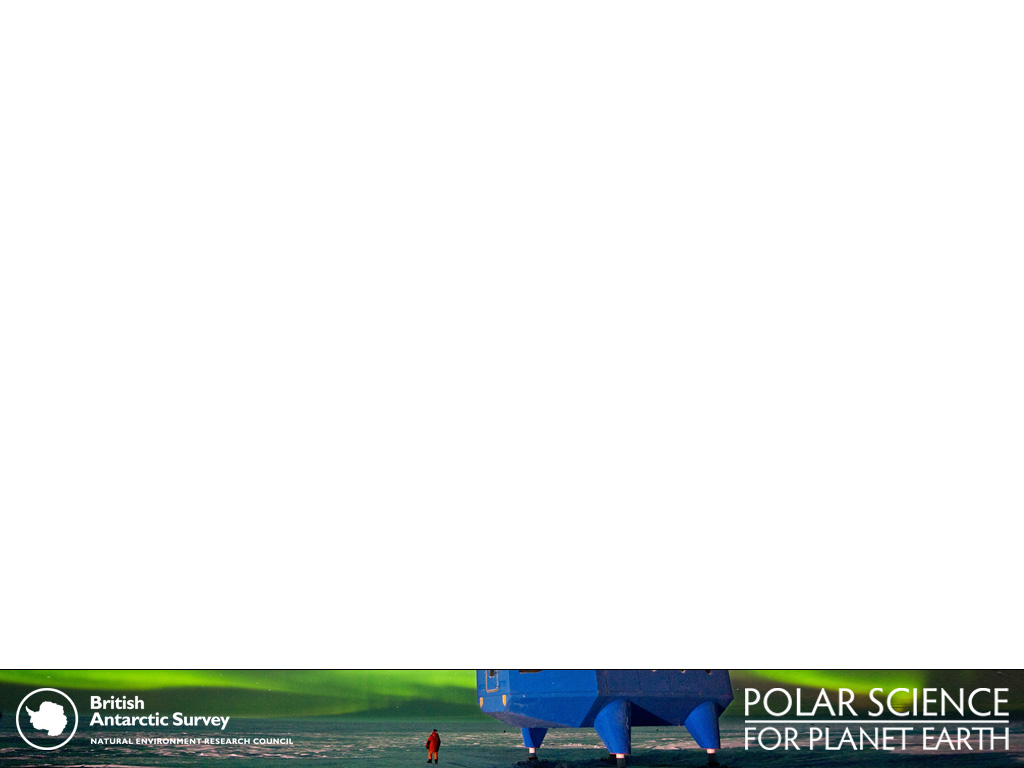 British
Antarctic Survey
NATURAL ENVIRONMENT RESEARCH COUNCIL
POLAR SCIENCE
FOR PLANET EARTH